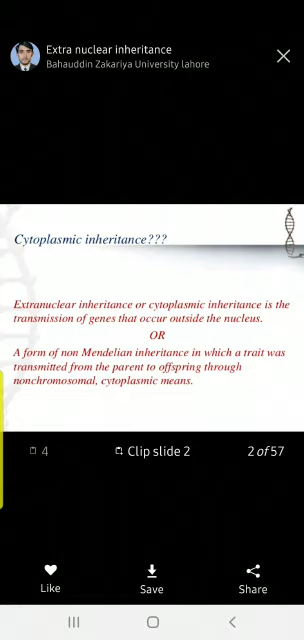 Extra nuclear inheritance
Bahauddin Zakariya University lahore
Cytoplasmic inheritance???
Extranuclear inheritance or cytoplasmic inheritance is the
transmission of genes that occur outside the nucleus.
OR
A form of non Mendelian inheritance in which a trait was
transmitted from the parent to offspring through
nonchromosomal, cytoplasmic means.
4
Clip slide 2
2 of 57
Like
Save
Share